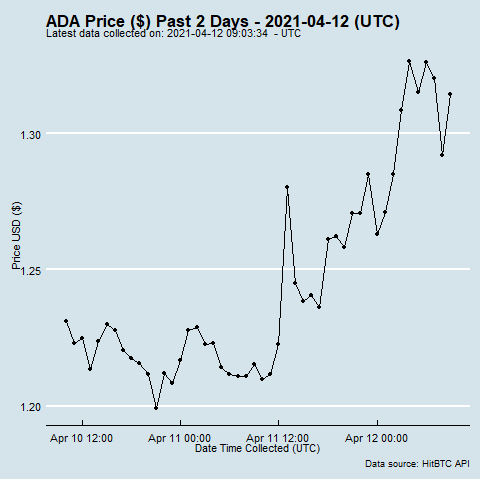 ADA Price ($) Past 2 Days - 2021-04-12 (UTC)
Latest data collected on: 2021-04-12 09:03:34 - UTC
Price USD ($)
1.30
1.25
1.20
Apr 10 12:00 Apr 11 00:00 Apr 11 12:00 Apr 12 00:00
Date Time Collected (UTC)
Data source: HitBTC API